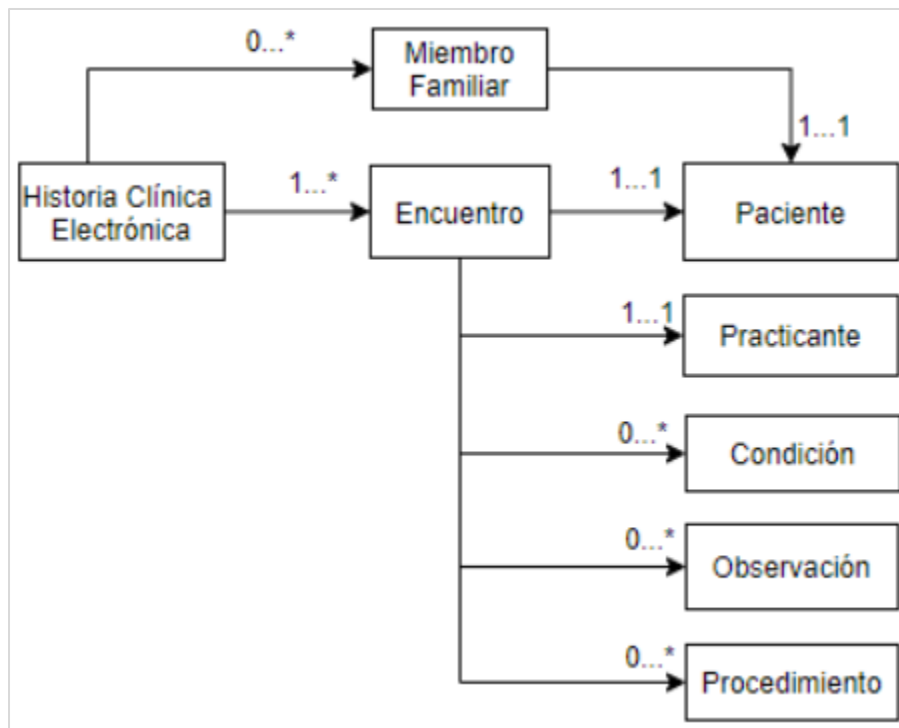 0...*
Miembro
Familiar
1...1
Historia Clínica
Electrónica
1...*
Encuentro
1...1
Paciente
1...1
Practicante
0...*
Condición
0...*
Observación
0...*
Procedimiento